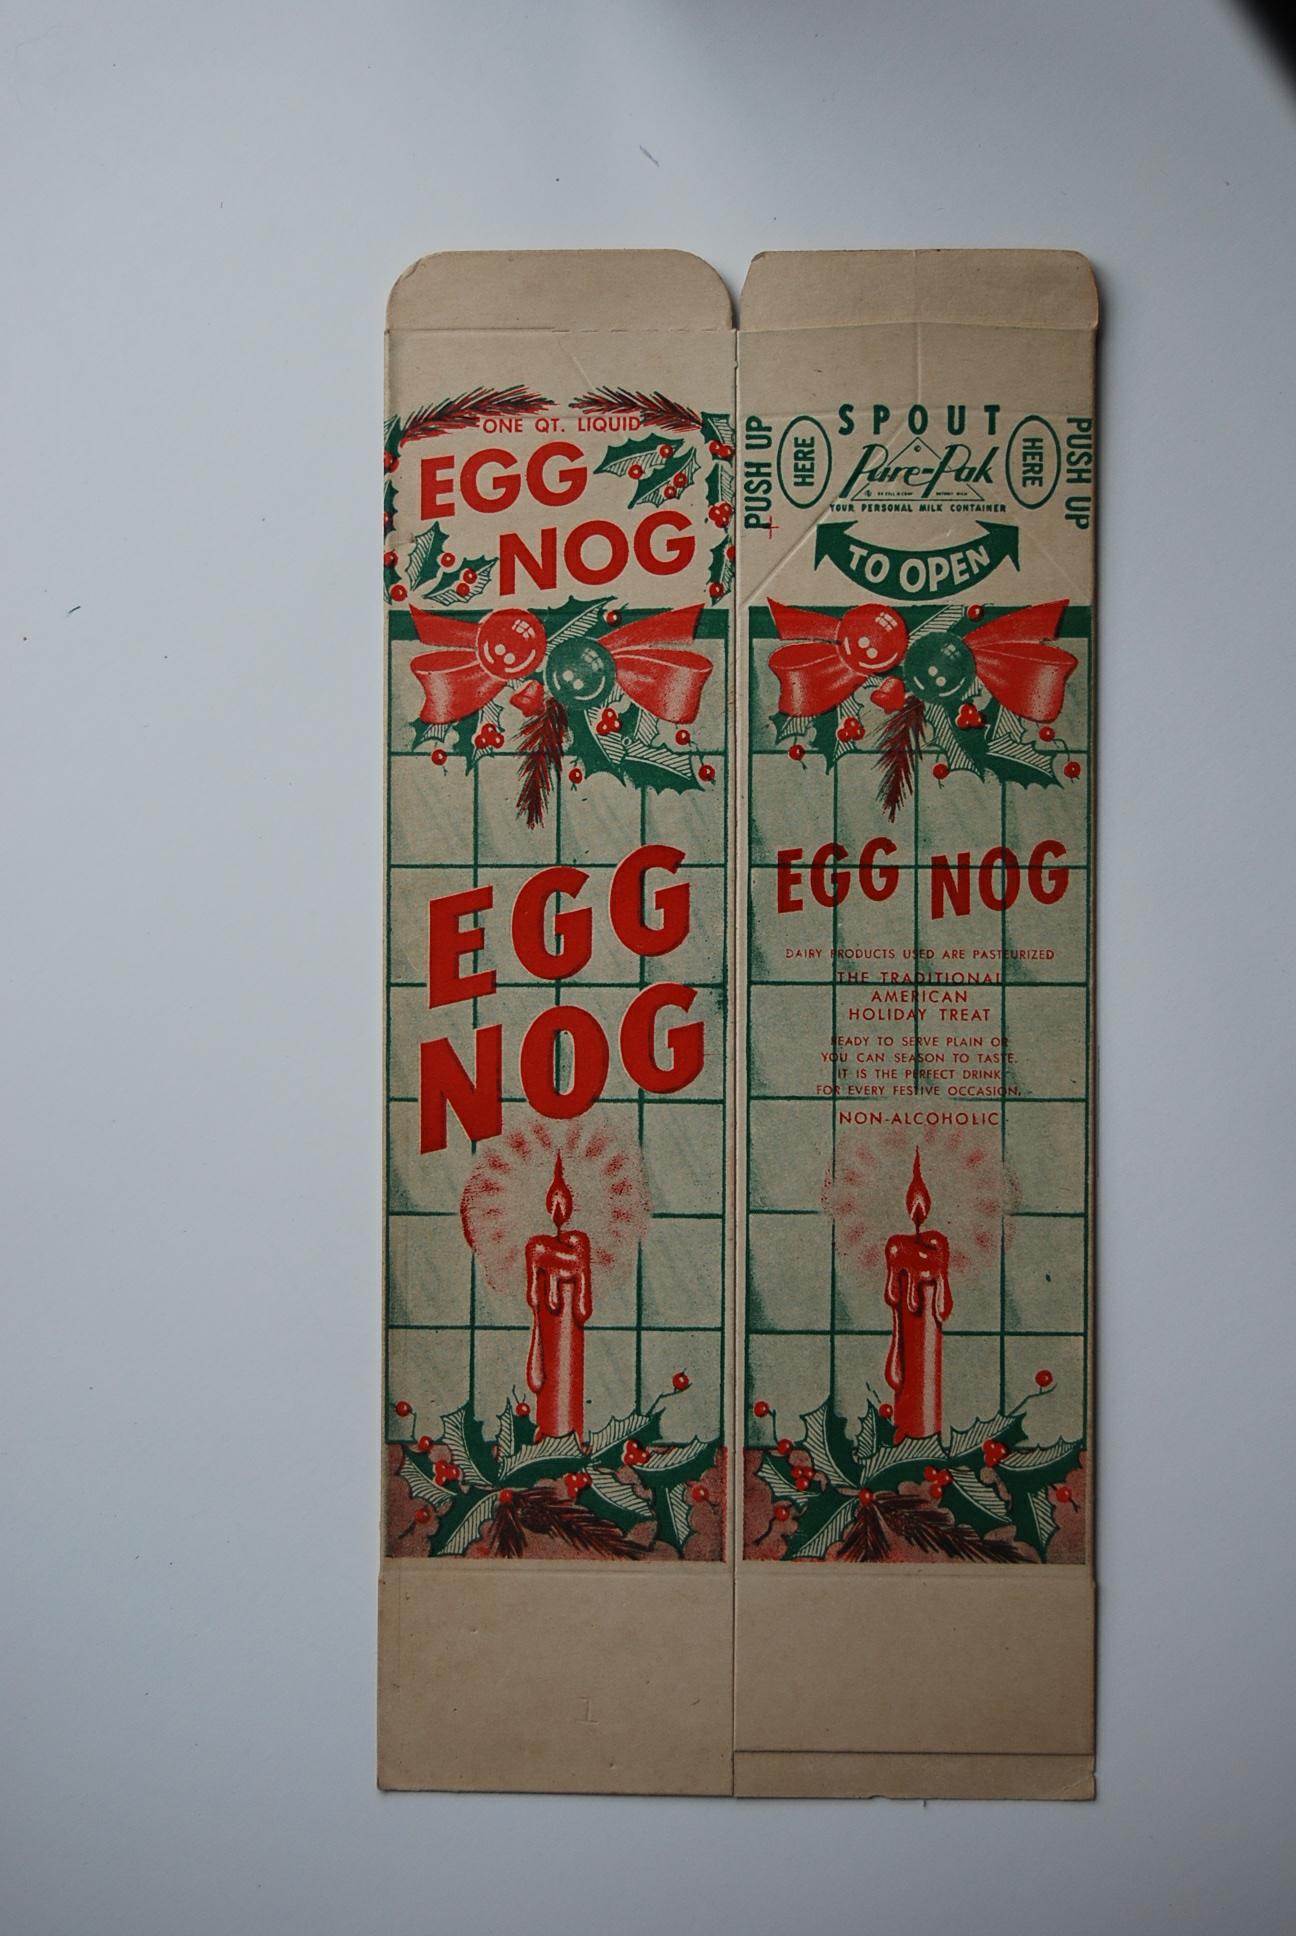 ONE QT. LIQUID
EGG
NOG
EGG
NOG
1
SPOUT
PUSH UP
HERE
Pure-Pak
HERE
PUSH UP
YOUR PERSONAL MILK CONTAINER
TO OPEN
EGG NOG
DAIRY PRODUCTS USED ARE PASTEURIZED
THE TRADITIONAL
AMERICAN
HOLIDAY TREAT
READY TO SERVE PLAIN OR
YOU CAN SEASON TO TASTE.
IT IS THE PERFECT DRINK
FOR EVERY FESTIVE OCCASION.
NON-ALCOHOLIC